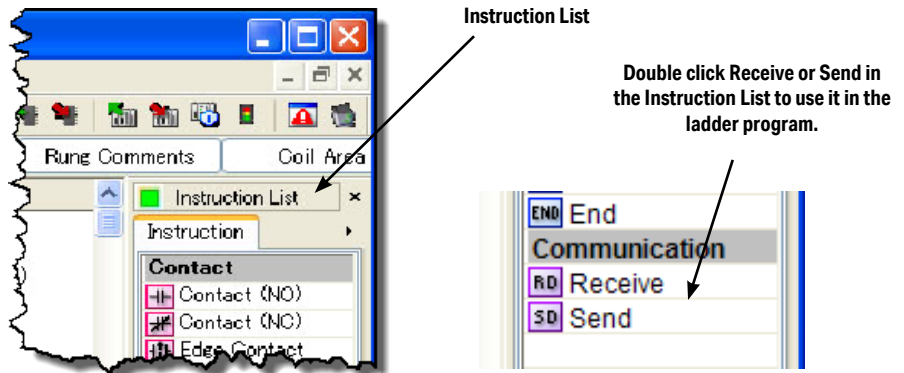 Instruction List
Double click Receive or Send in
the Instruction List to use it in the
ladder program.
Rung Comments
Coil Area
Instruction List
Instruction
Contact
Contact (NO)
Contact (NC)
Edge Contact
END End
Communication
RD Receive
SD Send